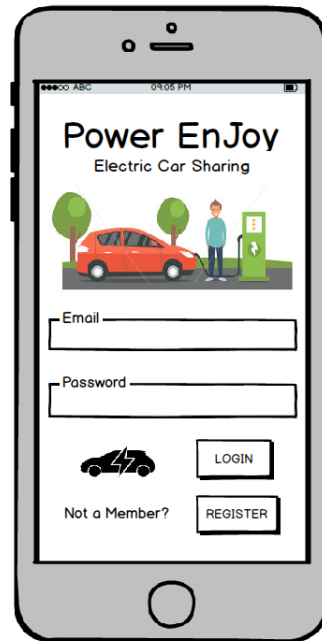 ABC 09:05 PM
Power EnJoy
Electric Car Sharing
Email
Password
LOGIN
Not a Member? REGISTER